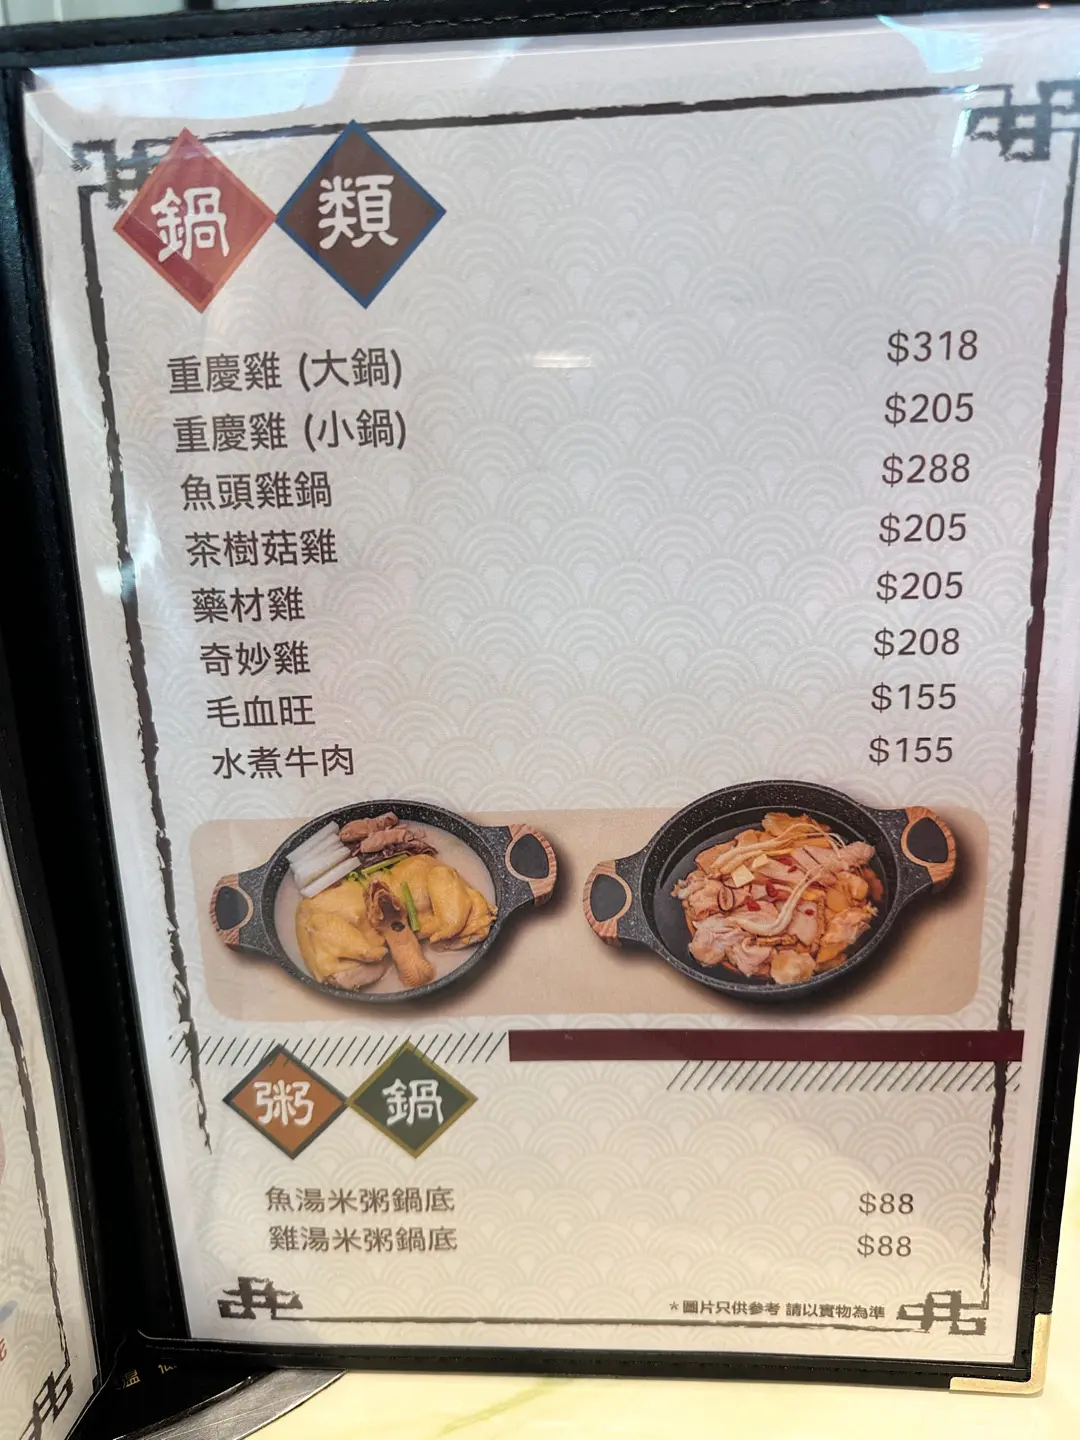 鍋類
重慶雞 (大鍋) $318
重慶雞 (小鍋) $205
魚頭雞鍋 $288
茶樹菇雞 $205
藥材雞 $205
奇妙雞 $208
毛血旺 $155
水煮牛肉 $155
粥鍋
魚湯米粥鍋底 $88
雞湯米粥鍋底 $88
*圖片只供參考 請以實物為準